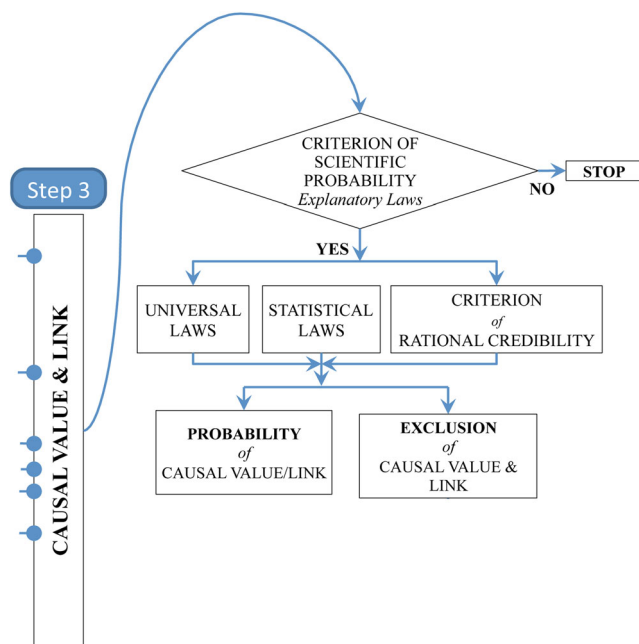 CRITERION OF
SCIENTIFIC
PROBABILITY
Explanatory Laws
NO
STOP
Step 3
CAUSAL VALUE & LINK
YES
UNIVERSAL
LAWS
STATISTICAL
LAWS
CRITERION
of
RATIONAL CREDIBILITY
PROBABILITY
of
CAUSAL VALUE/LINK
EXCLUSION
of
CAUSAL VALUE &
LINK